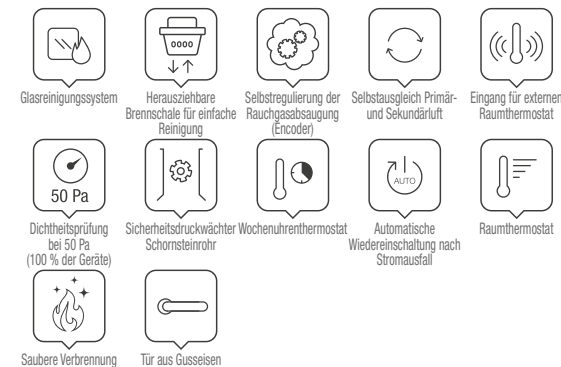 Glasreinigungssystem
Herausziehbare
Brennschale für einfache
Reinigung
Selbstregulierung der
Rauchgasabsaugung
(Encoder)
Selbstausgleich Primär-
und Sekundärluft
Eingang für externen
Raumthermostat
50 Pa
Dichtheitsprüfung
bei 50 Pa
(100 % der Geräte)
Sicherheitsdruckwächter
Schornsteinrohr
Wochenuhrenthermostat
AUTO
Automatische
Wiedereinschaltung nach
Stromausfall
Raumthermostat
Saubere Verbrennung
Tür aus Gusseisen